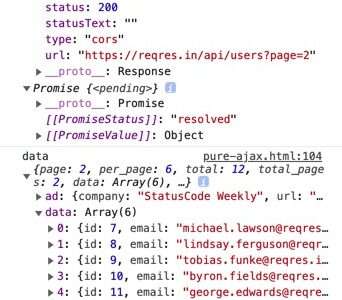 status: 200
statusText: ""
type: "cors"
url: "https://reqres.in/api/users?page=2"
__proto__: Response
Promise {<pending>} i
__proto__: Promise
[[PromiseStatus]]: "resolved"
[[PromiseValue]]: Object
data pure-ajax.html:104
{page: 2, per_page: 6, total: 12, total_page
s: 2, data: Array(6), …} i
ad: {company: "StatusCode Weekly", url: "…
data: Array(6)
0: {id: 7, email: "michael.lawson@reqres…
1: {id: 8, email: "lindsay.ferguson@reqr…
2: {id: 9, email: "tobias.funke@reqres.i…
3: {id: 10, email: "byron.fields@reqres.…
4: {id: 11, email: "george.edwards@reqre…